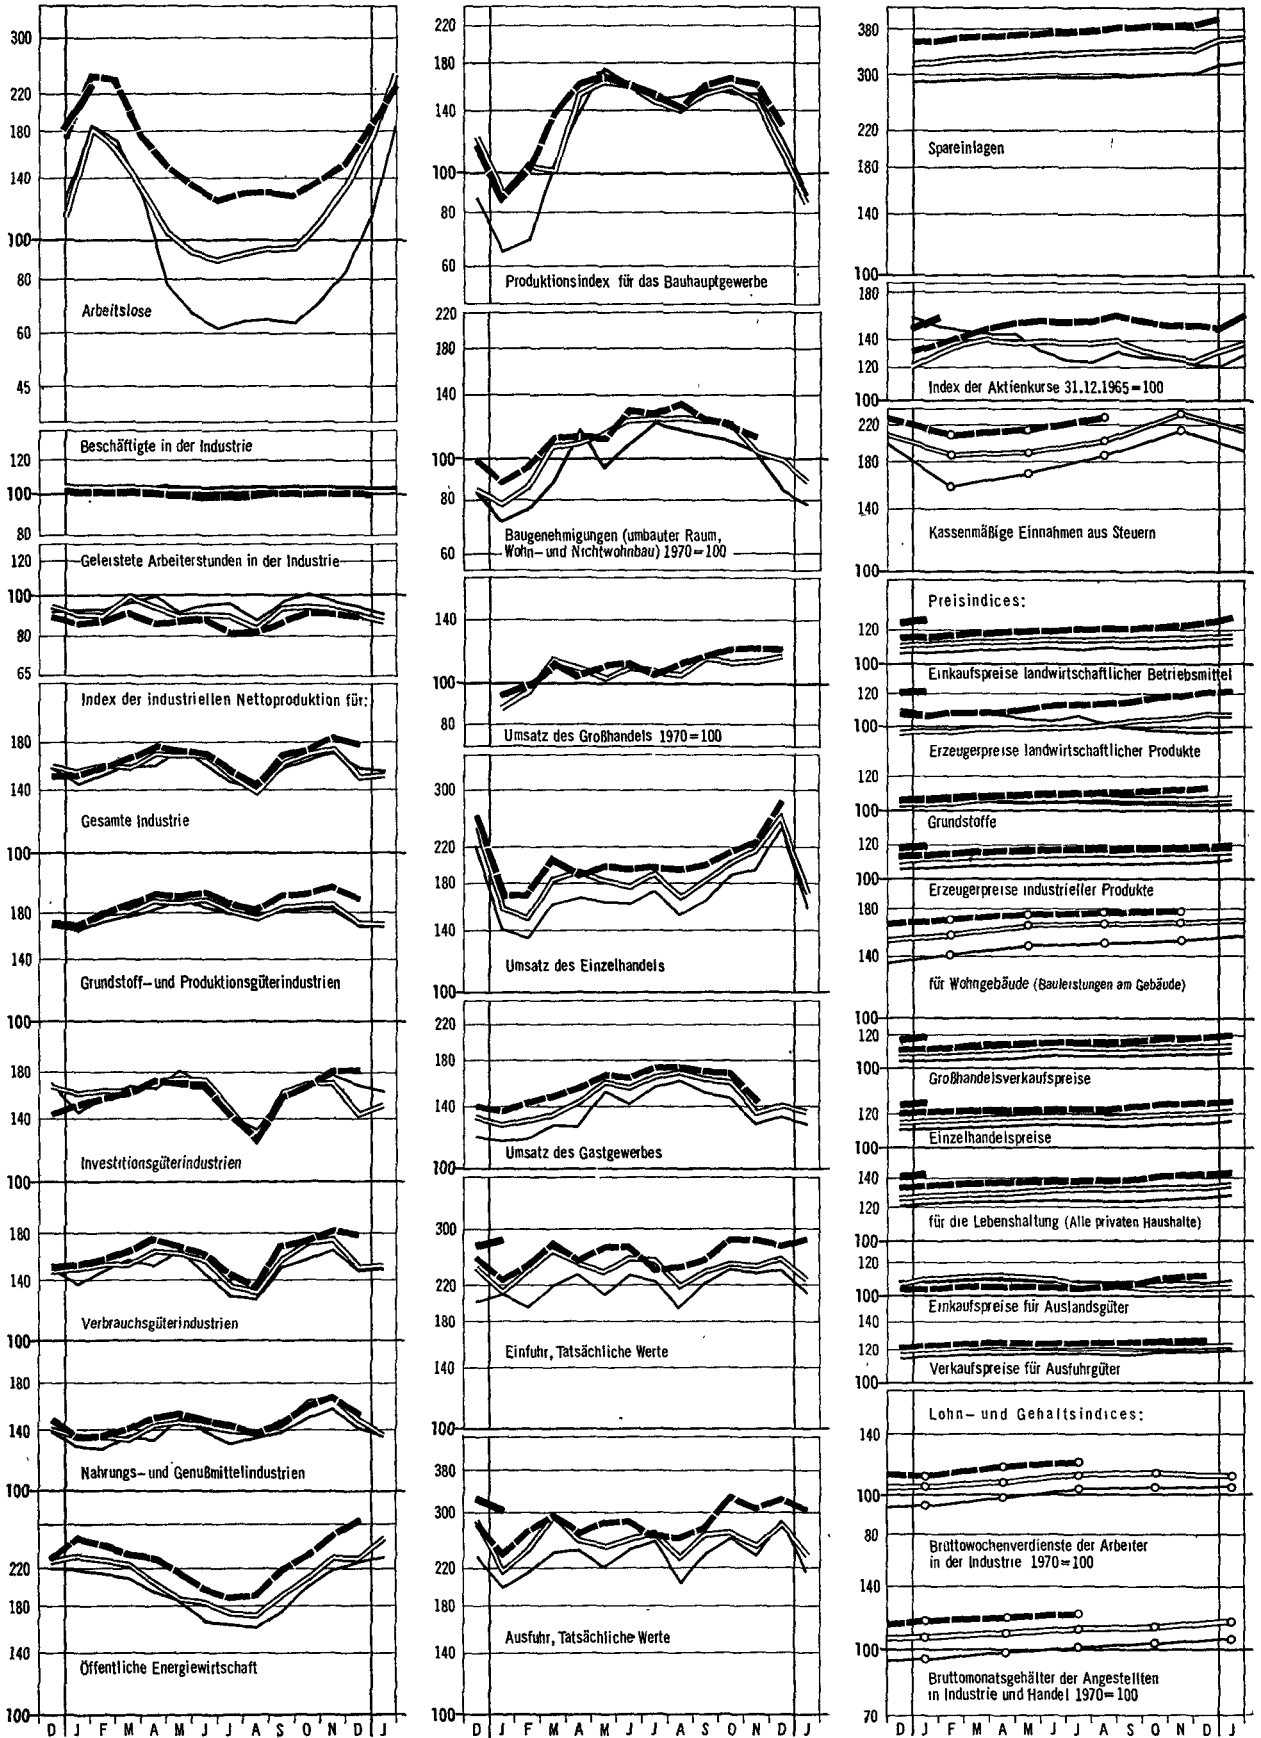 300
220
180
140
100
80
60
45
Arbeitslose
Beschäftigte in der Industrie
120
100
80
120
Geleistete Arbeiterstunden in der Industrie
100
80
65
Index der industriellen Nettoproduktion für:
180
140
Gesamte Industrie
100
180
140
Grundstoff- und Produktionsgüterindustrien
100
180
140
Investitionsgüterindustrien
100
180
140
Verbrauchsgüterindustrien
100
180
140
Nahrungs- und Genußmittelindustrien
100
220
180
140
Öffentliche Energiewirtschaft
100
D J F M A M J J A S O N D J
220
180
140
100
80
60
Produktionsindex für das Bauhauptgewerbe
220
180
140
100
80
Baugenehmigungen (umbauter Raum,
60
Wohn- und Nichtwohnbau) 1970=100
140
100
80
Umsatz des Großhandels 1970=100
300
220
180
140
Umsatz des Einzelhandels
100
220
180
140
Umsatz des Gastgewerbes
100
300
220
180
Einfuhr, Tatsächliche Werte
140
100
380
300
220
180
Ausfuhr, Tatsächliche Werte
140
100
D J F M A M J J A S O N D J
380
300
220
Spareinlagen
180
140
100
180
140
120
Index der Aktienkurse 31.12.1965=100
100
220
180
140
Kassenmäßige Einnahmen aus Steuern
100
Preisindices:
120
100
Einkaufspreise landwirtschaftlicher Betriebsmittel
120
100
Erzeugerpreise landwirtschaftlicher Produkte
120
100
Grundstoffe
120
100
Erzeugerpreise industrieller Produkte
180
140
für Wohngebäude (Bauleistungen am Gebäude)
100
120
100
Großhandelsverkaufspreise
120
Einzelhandelspreise
100
140
120
für die Lebenshaltung (Alle privaten Haushalte)
100
120
100
Einkaufspreise für Auslandsgüter
140
120
Verkaufspreise für Ausfuhrgüter
100
Lohn- und Gehaltsindices:
140
100
80
Bruttowochenverdienste der Arbeiter
in der Industrie 1970=100
140
100
Bruttomonatsgehälter der Angestellten
in Industrie und Handel 1970=100
70
D J F M A M J J A S O N D J